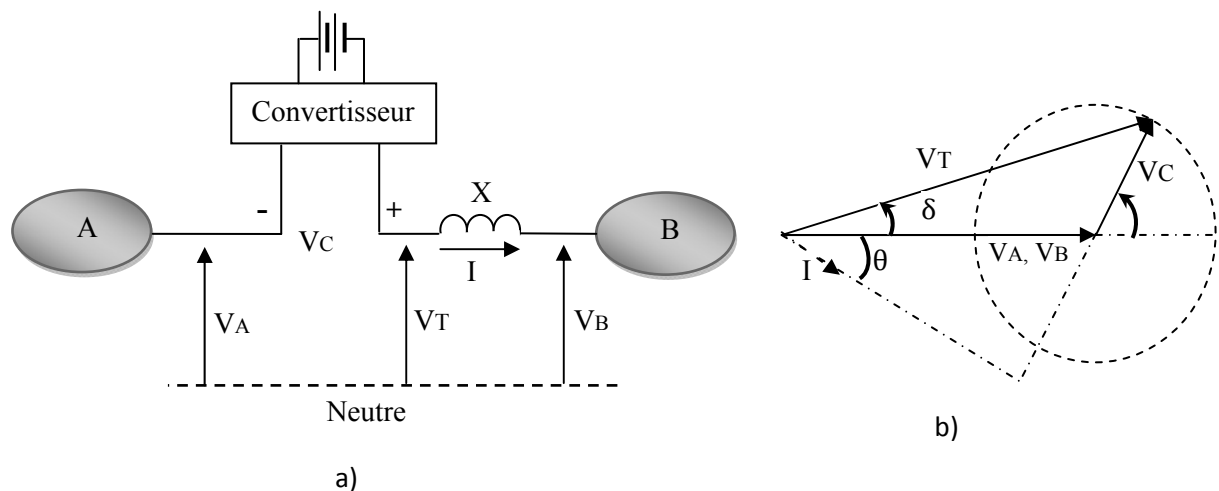 Convertisseur
A
-
VC
+
X
I
B
VA
VT
VB
Neutre
a)
VT
VC
δ
VA, VB
θ
I
b)